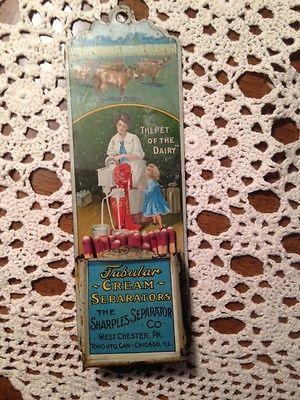 THE PET
OF THE
DAIRY
Tubular
~ CREAM ~
SEPARATORS
THE
SHARPLES SEPARATOR
CO.
WEST CHESTER, PA.
TORONTO, CAN - CHICAGO, ILL.